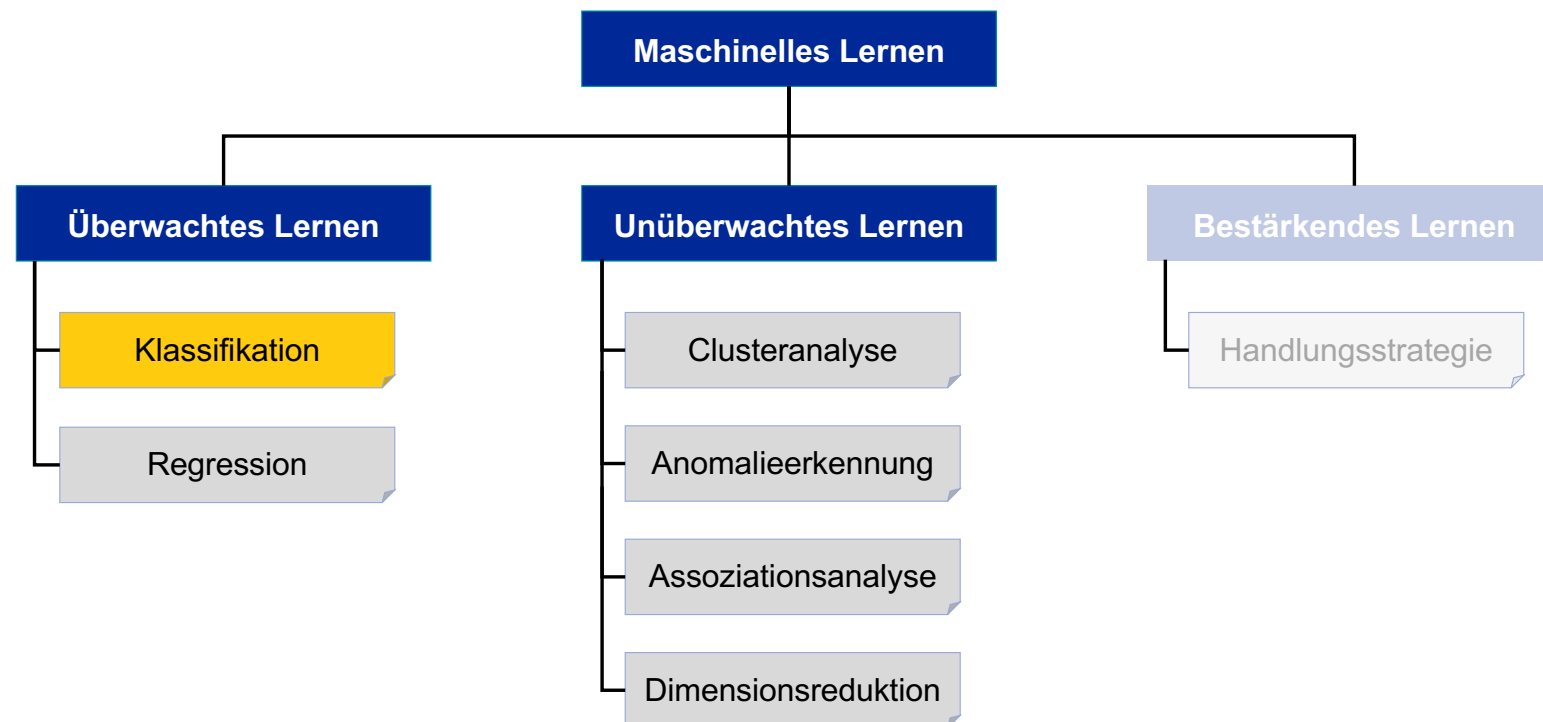 Maschinelles Lernen
Überwachtes Lernen
Klassifikation
Regression
Unüberwachtes Lernen
Clusteranalyse
Anomalieerkennung
Assoziationsanalyse
Dimensionsreduktion
Bestärkendes Lernen
Handlungsstrategie